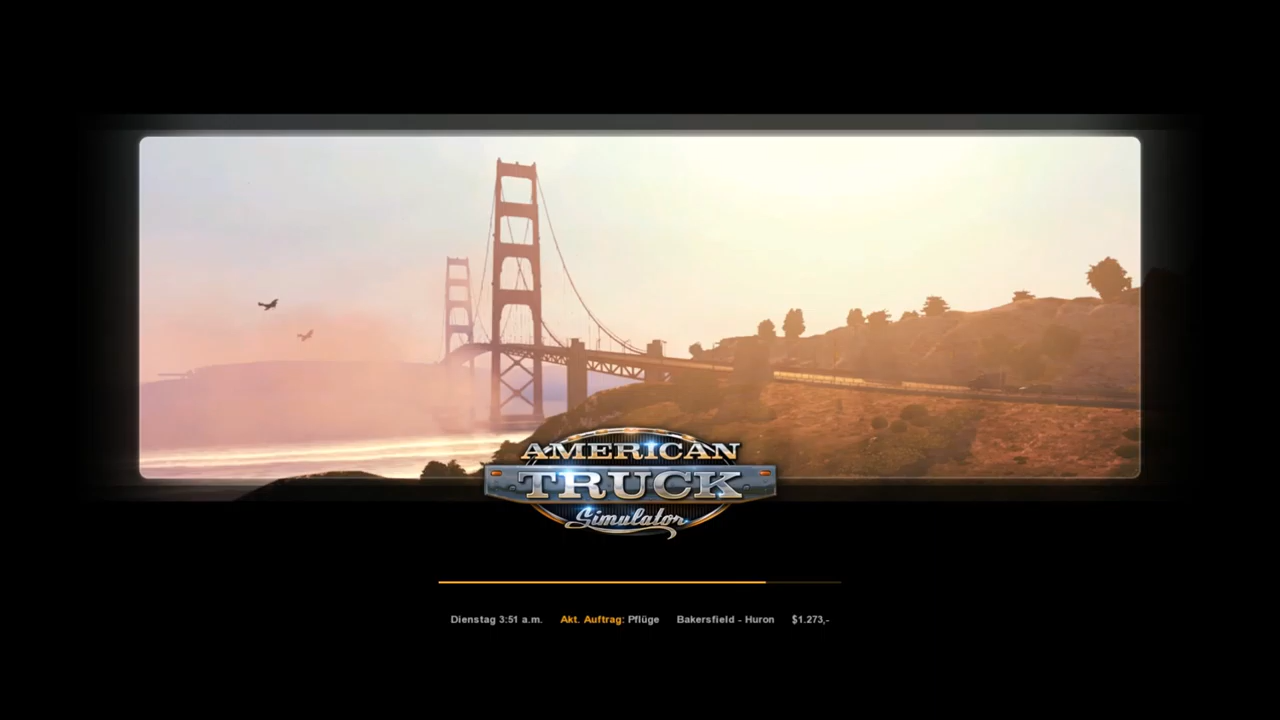 AMERICAN
TRUCK
Simulator
Dienstag 3:51 a.m. Akt. Auftrag: Pflüge Bakersfield - Huron $1.273,-